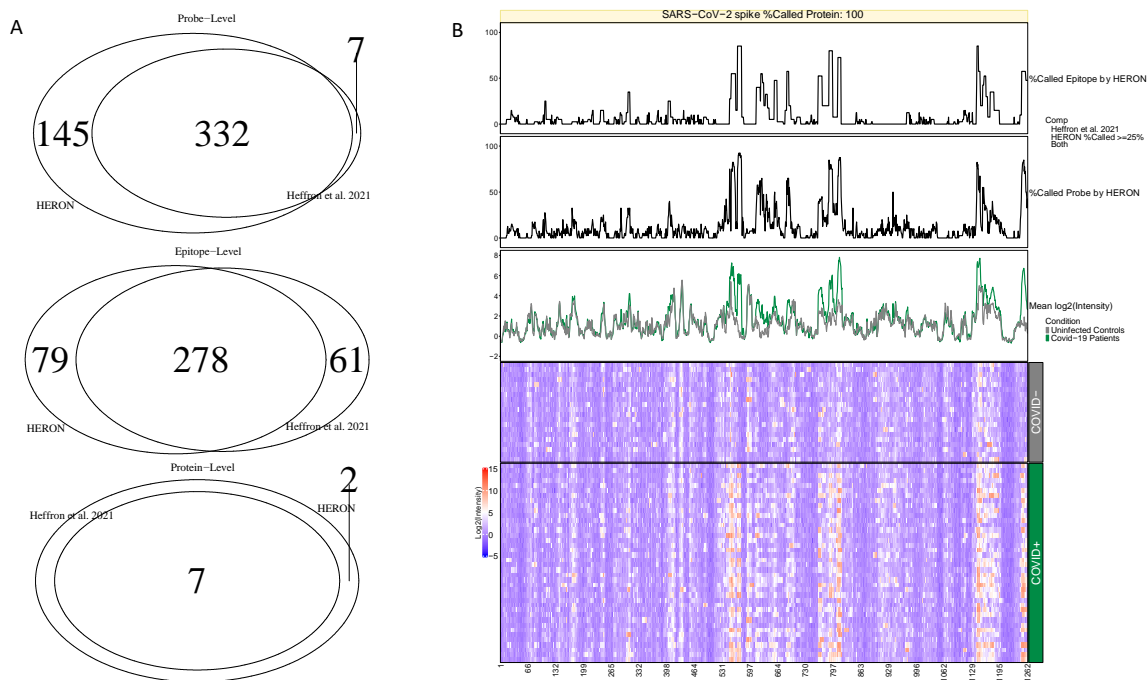 A
Probe-Level
7
145
332
HERON
Heffron et al. 2021
Epitope-Level
79
278
61
HERON
Heffron et al. 2021
Protein-Level
2
Heffron et al. 2021
HERON
7
B
SARS-CoV-2 spike %Called Protein: 100
100
50
0
%Called Epitope by HERON
Comp
Heffron et al. 2021
HERON %Called >=25%
Both
100
50
0
%Called Probe by HERON
8
6
4
2
0
−2
Mean log2(Intensity)
Condition
Uninfected Controls
Covid-19 Patients
COVID−
COVID+
Log2(Intensity)
15
10
5
0
−5
1 66 132 199 265 332 398 464 531 597 664 730 797 863 929 996 1062 1129 1195 1262